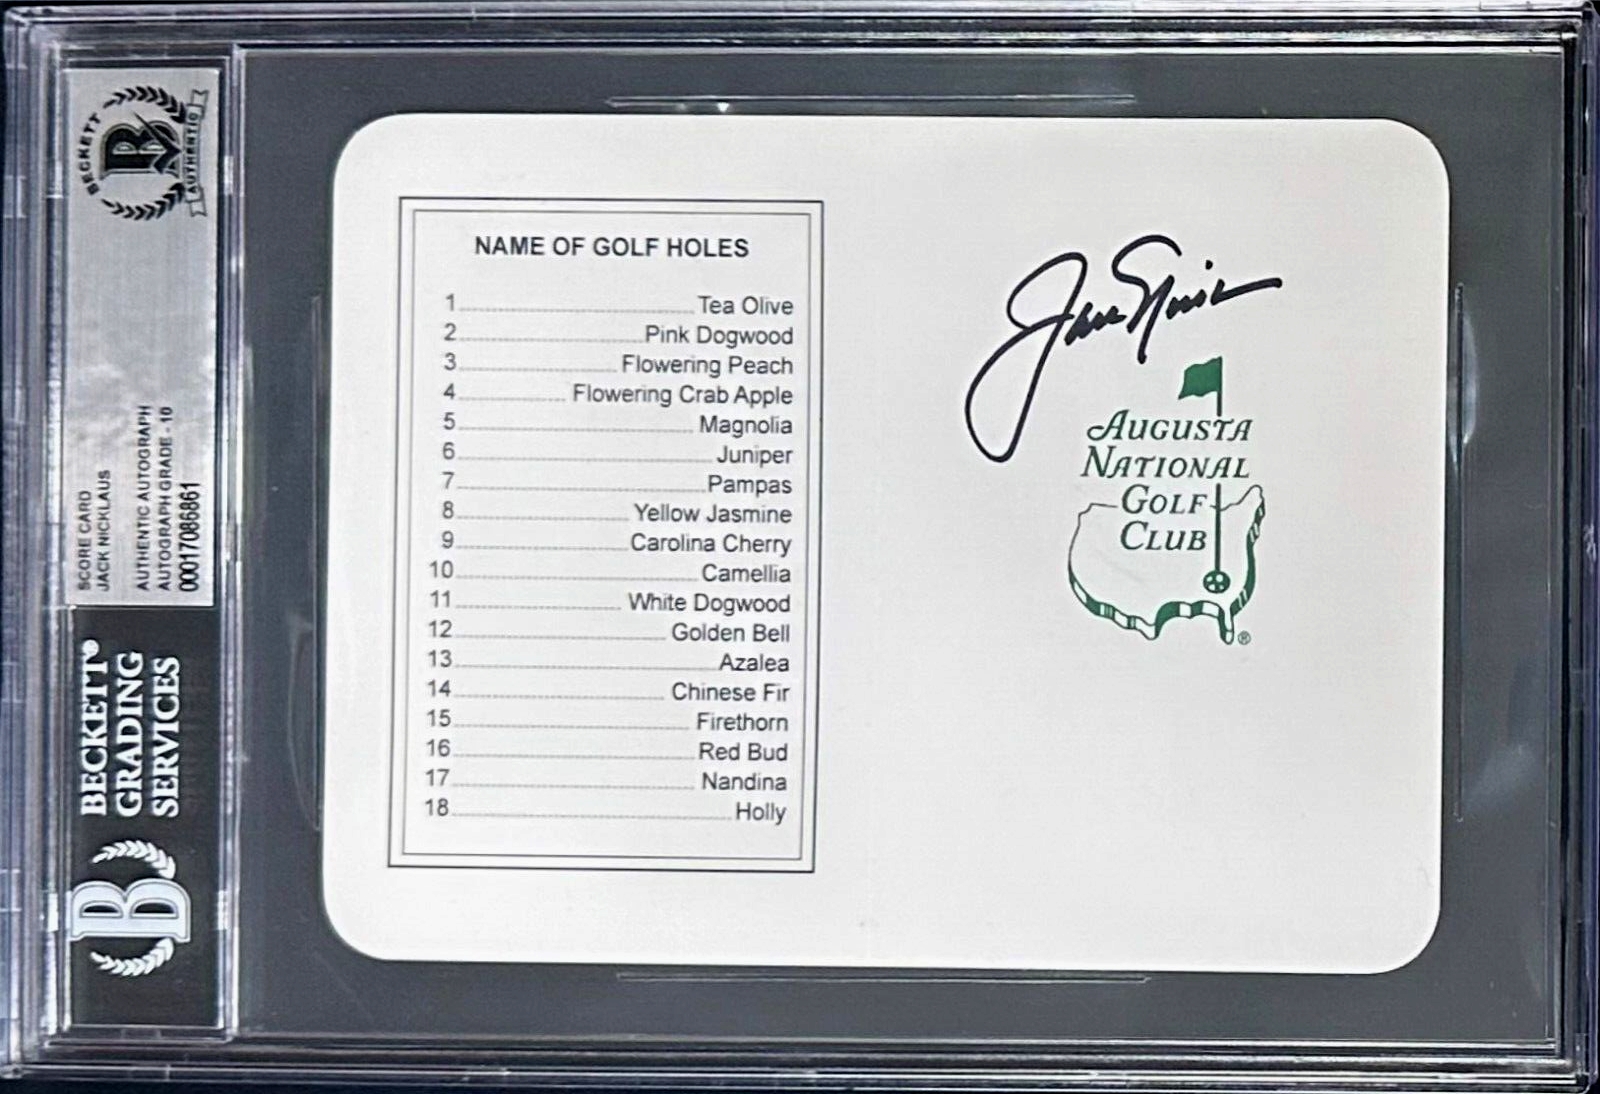 BECKETT
B
AUTHENTIC
SCORE CARD
JACK NICKLAUS
AUTHENTIC AUTOGRAPH
AUTOGRAPH GRADE - 10
0001708686​1
BECKETT®
GRADING
SERVICES
B
NAME OF GOLF HOLES
1 Tea Olive
2 Pink Dogwood
3 Flowering Peach
4 Flowering Crab Apple
5 Magnolia
6 Juniper
7 Pampas
8 Yellow Jasmine
9 Carolina Cherry
10 Camellia
11 White Dogwood
12 Golden Bell
13 Azalea
14 Chinese Fir
15 Firethorn
16 Red Bud
17 Nandina
18 Holly
Jack Nicklaus
AUGUSTA
NATIONAL
GOLF
CLUB
®